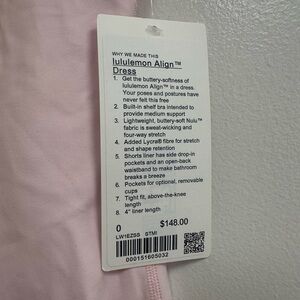 WHY WE MADE THIS
lululemon Align™
Dress
1. Get the buttery-softness of
lululemon Align™ in a dress.
Your poses and postures have
never felt this free
2. Built-in shelf bra intended to
provide medium support
3. Lightweight, buttery-soft Nulu™
fabric is sweat-wicking and
four-way stretch
4. Added Lycra® fibre for stretch
and shape retention
5. Shorts liner has side drop-in
pockets and an open-back
waistband to make bathroom
breaks a breeze
6. Pockets for optional, removable
cups
7. Tight fit, above-the-knee
length
8. 4" liner length
0 $148.00
LW1EZSS STMI
000151605032